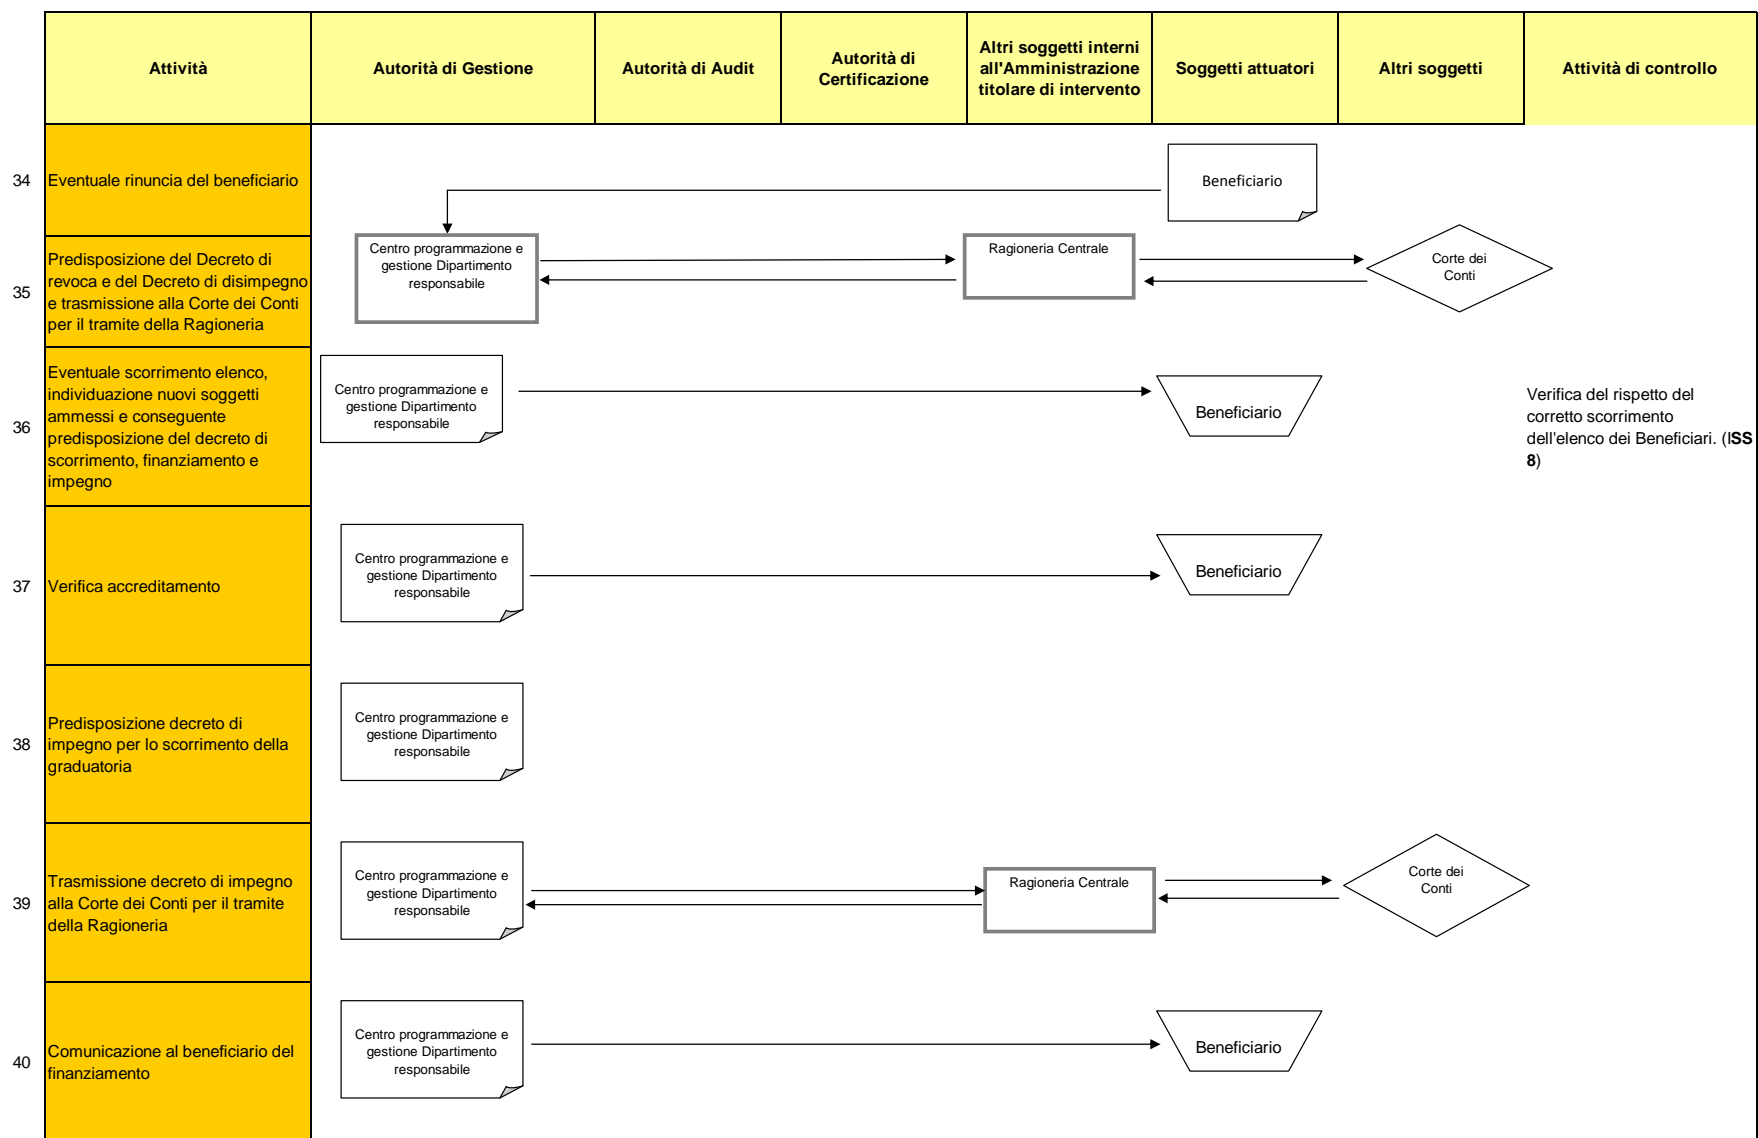 Attività
Autorità di Gestione
Autorità di Audit
Autorità di
Certificazione
Altri soggetti interni
all'Amministrazione
titolare di intervento
Soggetti attuatori
Altri soggetti
Attività di controllo
34
Eventuale rinuncia del beneficiario
Beneficiario
35
Predisposizione del Decreto di
revoca e del Decreto di disimpegno
e trasmissione alla Corte dei Conti
per il tramite della Ragioneria
Centro programmazione e
gestione Dipartimento
responsabile
Ragioneria Centrale
Corte dei
Conti
36
Eventuale scorrimento elenco,
individuazione nuovi soggetti
ammessi e conseguente
predisposizione del decreto di
scorrimento, finanziamento e
impegno
Centro programmazione e
gestione Dipartimento
responsabile
Beneficiario
Verifica del rispetto del
corretto scorrimento
dell'elenco dei Beneficiari. (ISS
8)
37
Verifica accreditamento
Centro programmazione e
gestione Dipartimento
responsabile
Beneficiario
38
Predisposizione decreto di
impegno per lo scorrimento della
graduatoria
Centro programmazione e
gestione Dipartimento
responsabile
39
Trasmissione decreto di impegno
alla Corte dei Conti per il tramite
della Ragioneria
Centro programmazione e
gestione Dipartimento
responsabile
Ragioneria Centrale
Corte dei
Conti
40
Comunicazione al beneficiario del
finanziamento
Centro programmazione e
gestione Dipartimento
responsabile
Beneficiario